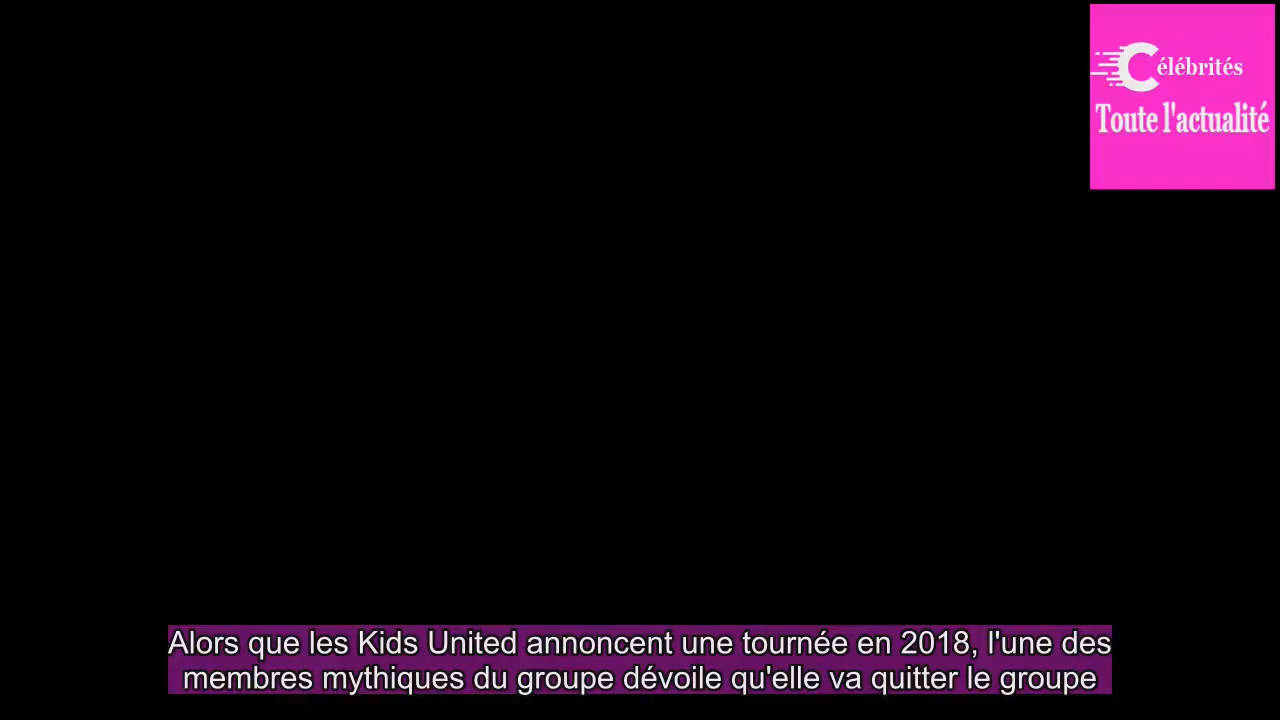 Célébrités
Toute l'actualité
Alors que les Kids United annoncent une tournée en 2018, l'une des
membres mythiques du groupe dévoile qu'elle va quitter le groupe